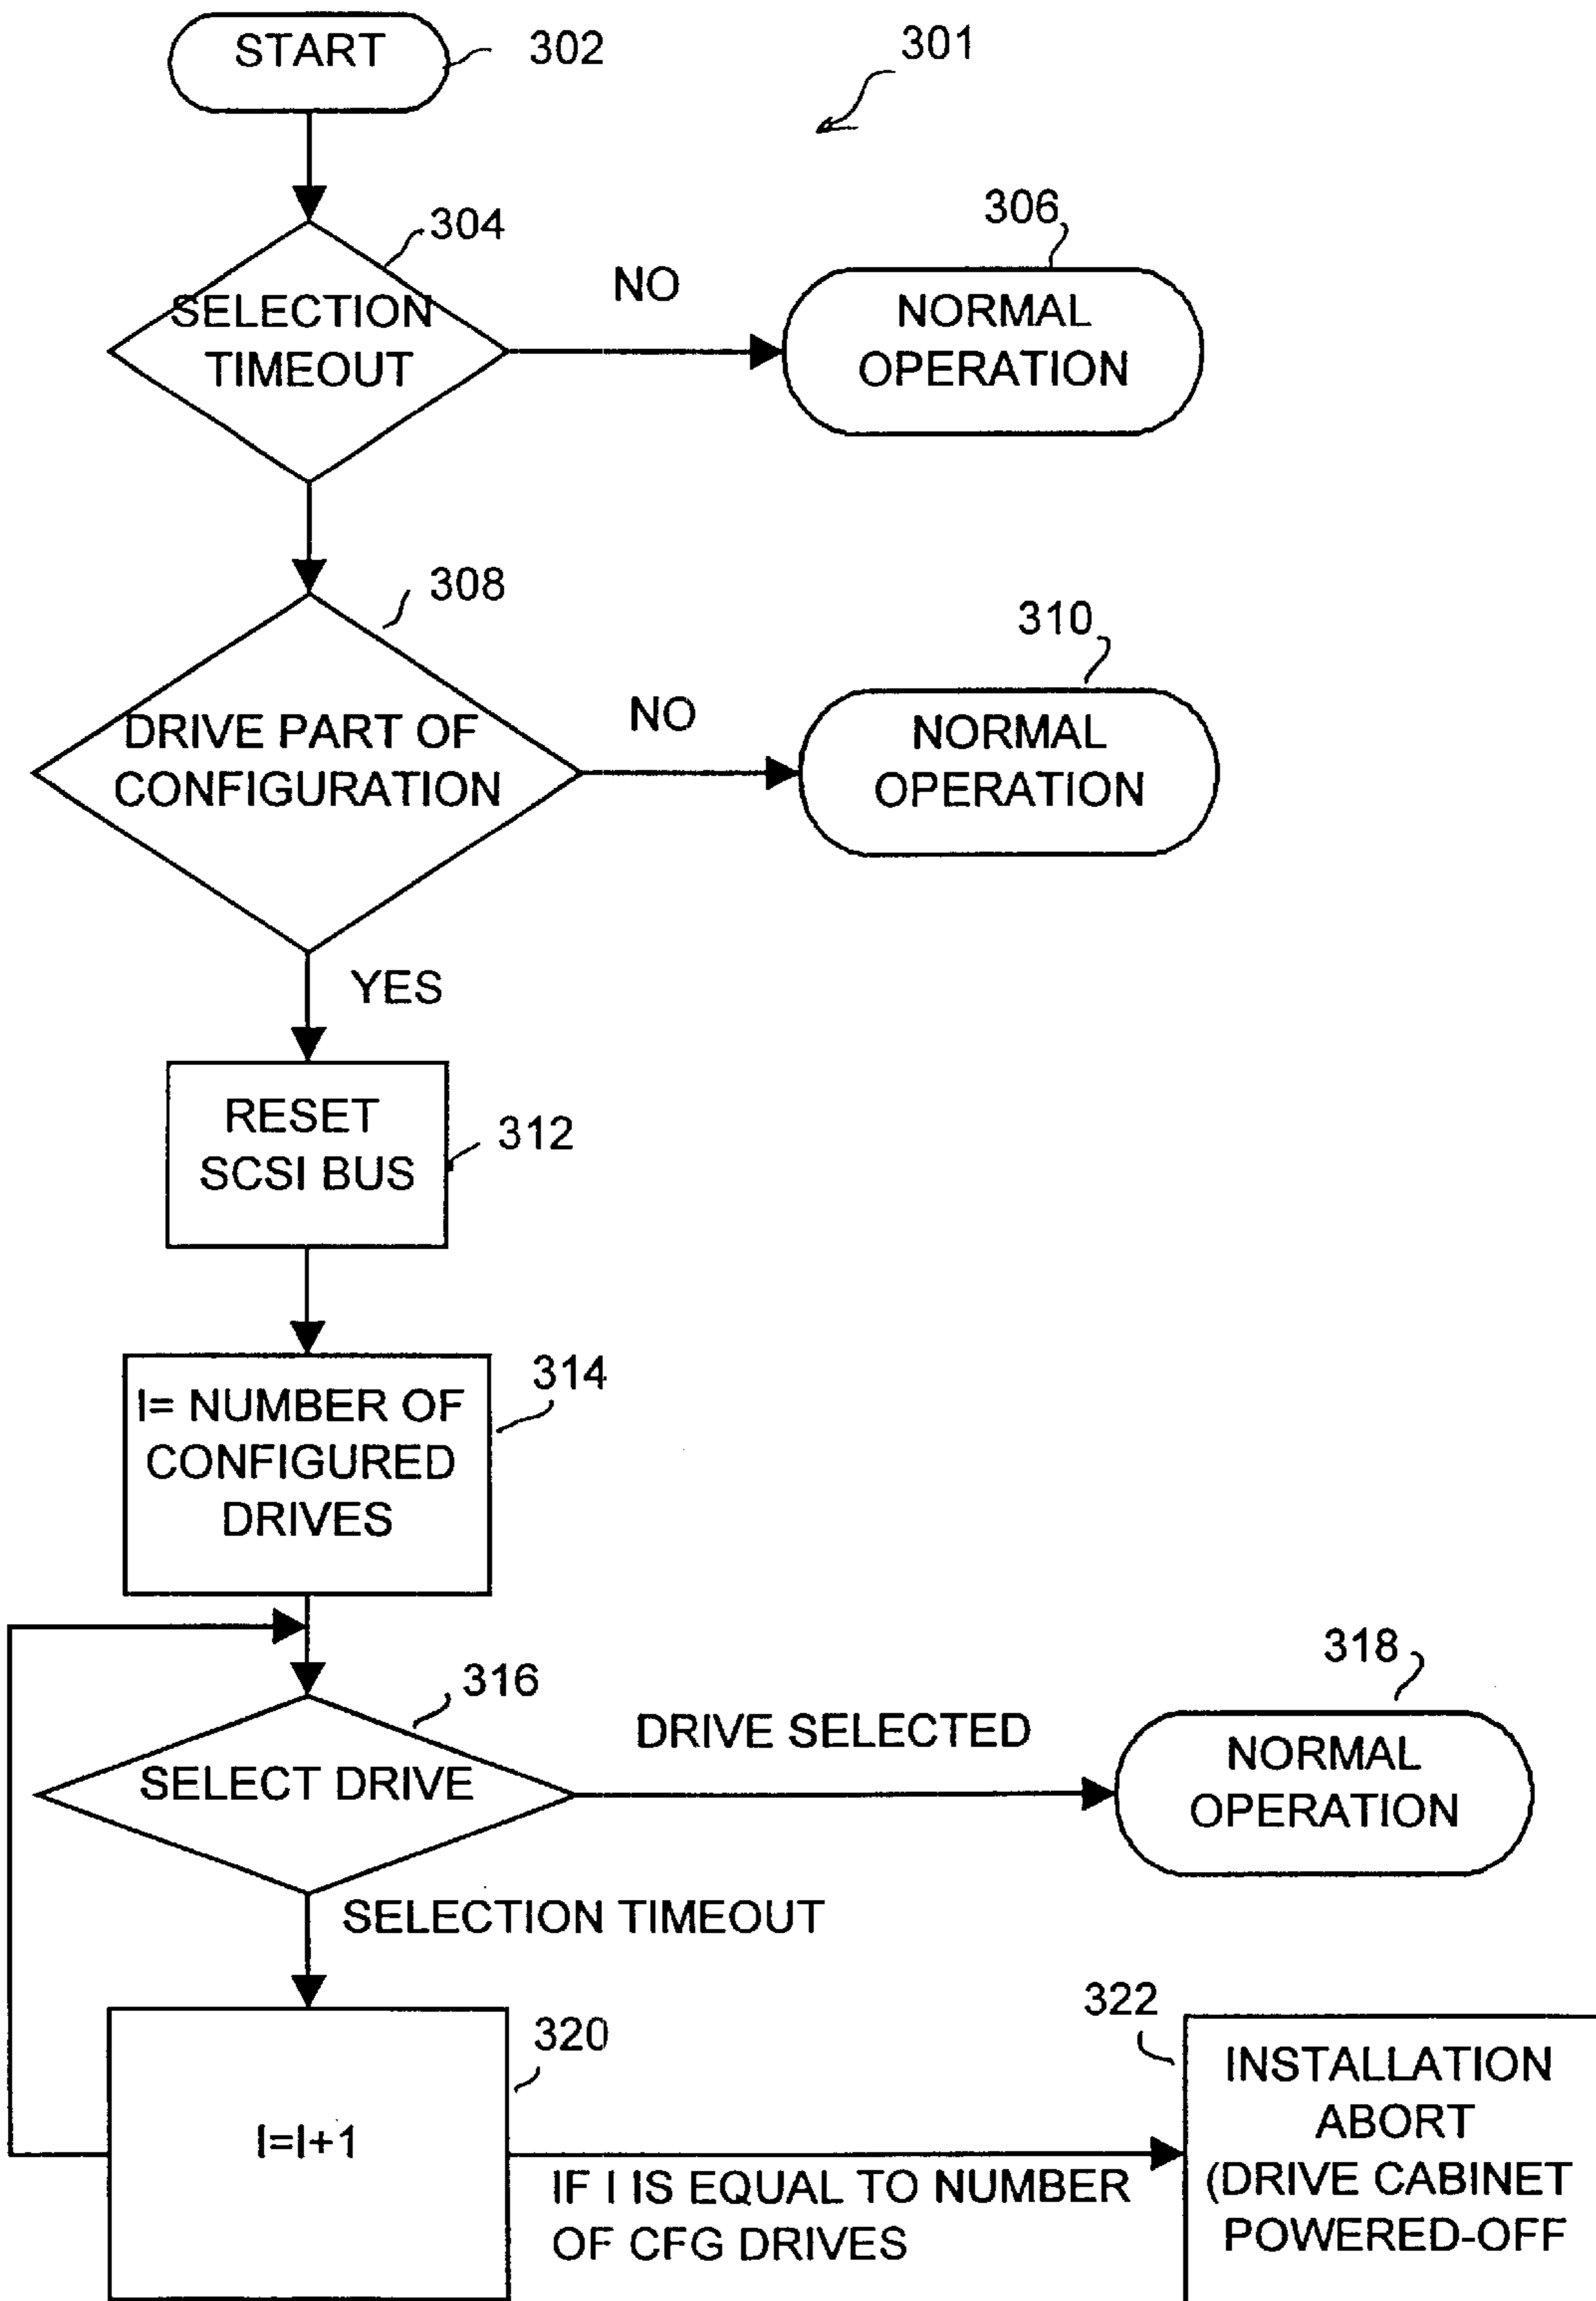 START
302
301
304
SELECTION
TIMEOUT
NO
306
NORMAL
OPERATION
308
DRIVE PART OF
CONFIGURATION
NO
310
NORMAL
OPERATION
YES
RESET
SCSI BUS
312
I= NUMBER OF
CONFIGURED
DRIVES
314
316
SELECT DRIVE
DRIVE SELECTED
318
NORMAL
OPERATION
SELECTION TIMEOUT
I=I+1
320
IF I IS EQUAL TO NUMBER
OF CFG DRIVES
322
INSTALLATION
ABORT
(DRIVE CABINET
POWERED-OFF